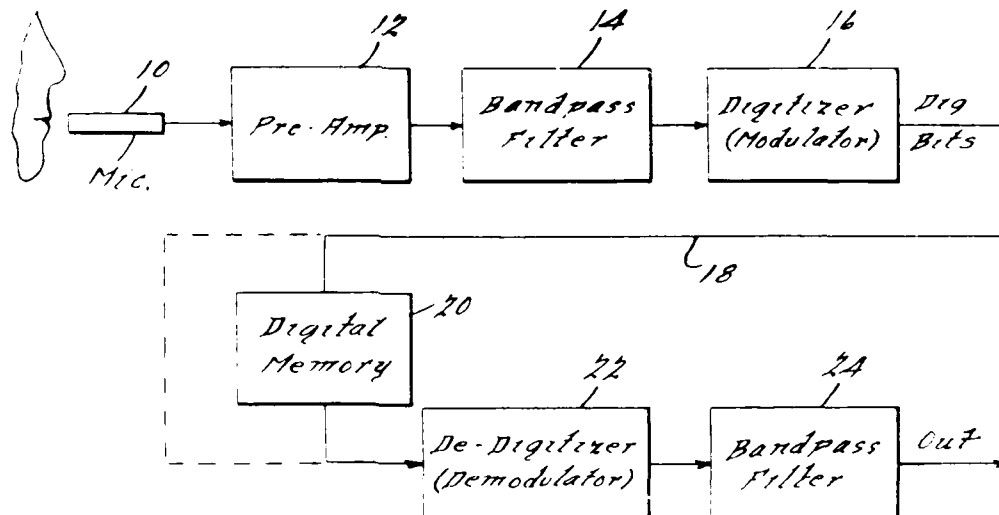 10
Mic.
12
Pre-Amp.
14
Bandpass
Filter
16
Digitizer
(Modulator)
Dig
Bits
18
20
Digital
Memory
22
De-Digitizer
(Demodulator)
24
Bandpass
Filter
Out